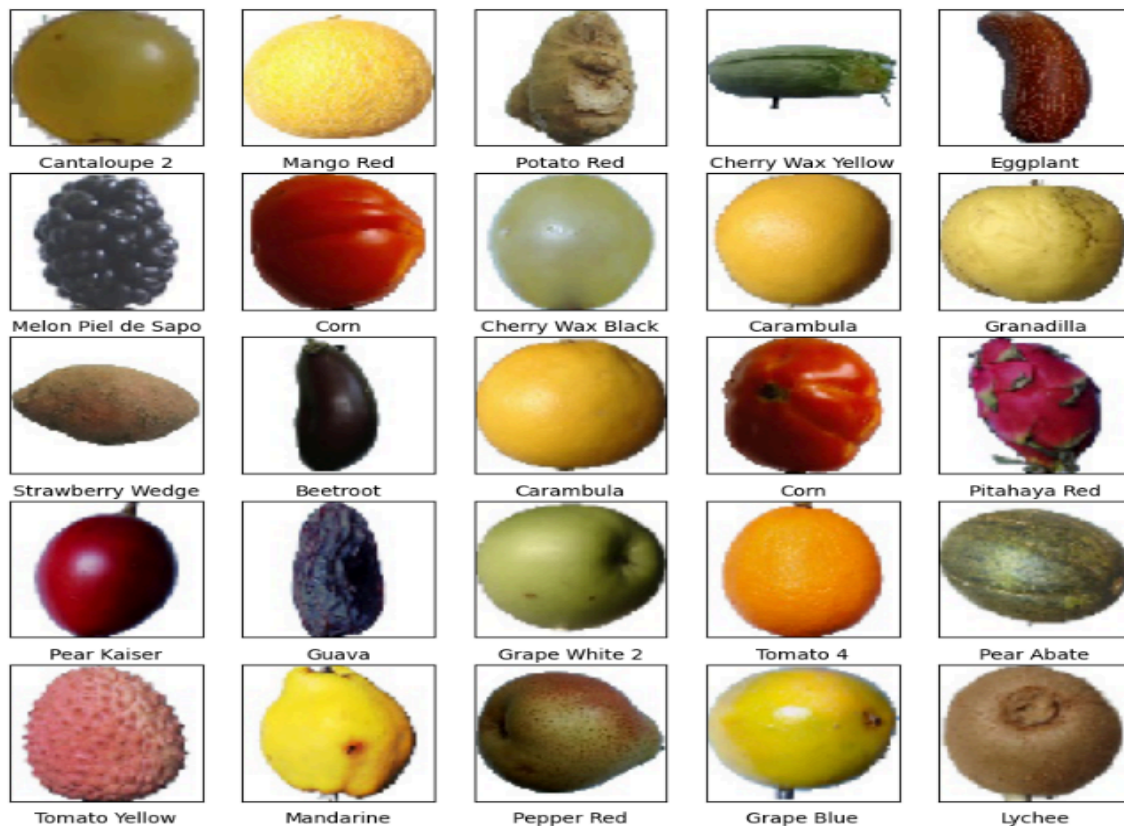 Cantaloupe 2
Mango Red
Potato Red
Cherry Wax Yellow
Eggplant
Melon Piel de Sapo
Corn
Cherry Wax Black
Carambula
Granadilla
Strawberry Wedge
Beetroot
Carambula
Corn
Pitahaya Red
Pear Kaiser
Guava
Grape White 2
Tomato 4
Pear Abate
Tomato Yellow
Mandarine
Pepper Red
Grape Blue
Lychee